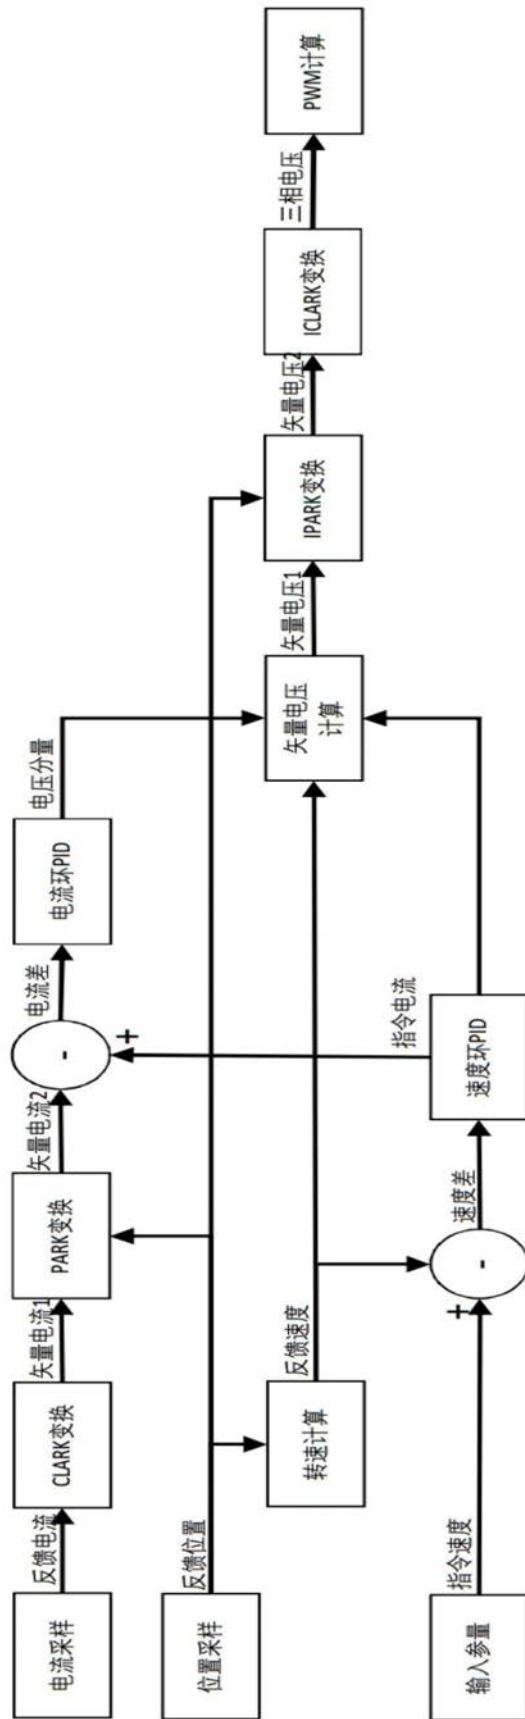 电流采样
反馈电流
CLARK变换
矢量电流1
PARK变换
矢量电流2
-
+
电流差
电流环PID
电压分量
位置采样
反馈位置
转速计算
反馈速度
矢量电压
计算
矢量电压1
IPARK变换
矢量电压2
ICLARK变换
三相电压
PWM计算
输入参量
指令速度
+
-
速度差
速度环PID
指令电流